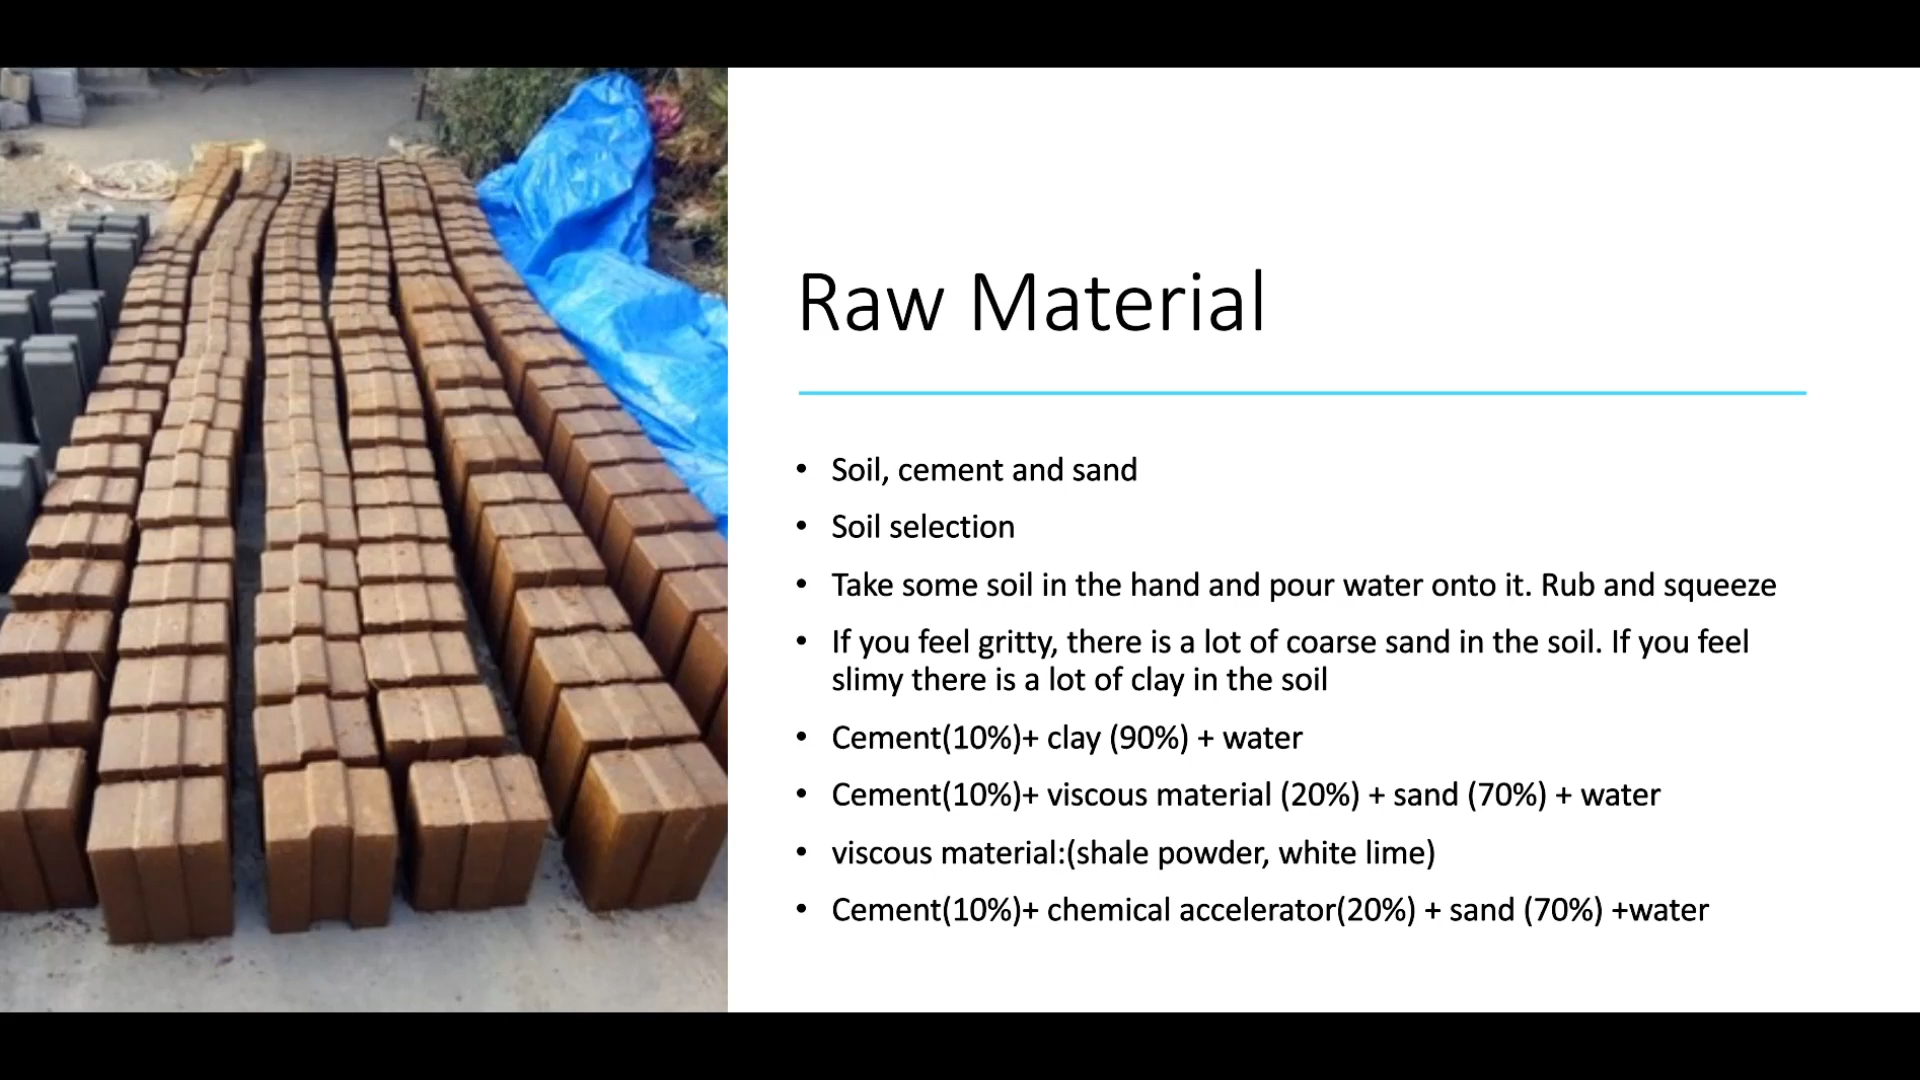 Raw Material
• Soil, cement and sand
• Soil selection
• Take some soil in the hand and pour water onto it. Rub and squeeze
• If you feel gritty, there is a lot of coarse sand in the soil. If you feel
slimy there is a lot of clay in the soil
• Cement(10%)+ clay (90%) + water
• Cement(10%)+ viscous material (20%) + sand (70%) + water
• viscous material:(shale powder, white lime)
• Cement(10%)+ chemical accelerator(20%) + sand (70%) +water